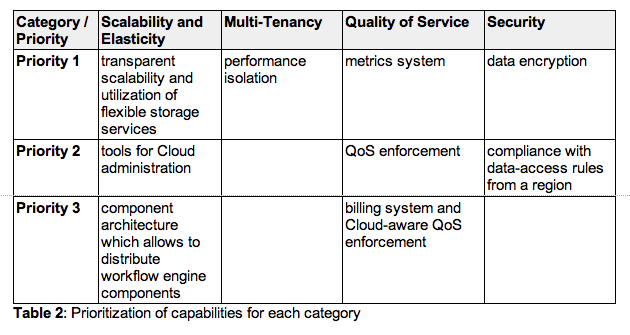 Category / Priority
Scalability and Elasticity
Multi-Tenancy
Quality of Service
Security
Priority 1
transparent
scalability and
utilization of
flexible storage
services
performance
isolation
metrics system
data encryption
Priority 2
tools for Cloud
administration
QoS enforcement
compliance with
data-access rules
from a region
Priority 3
component
architecture
which allows to
distribute
workflow engine
components
billing system and
Cloud-aware QoS
enforcement
Table 2: Prioritization of capabilities for each category